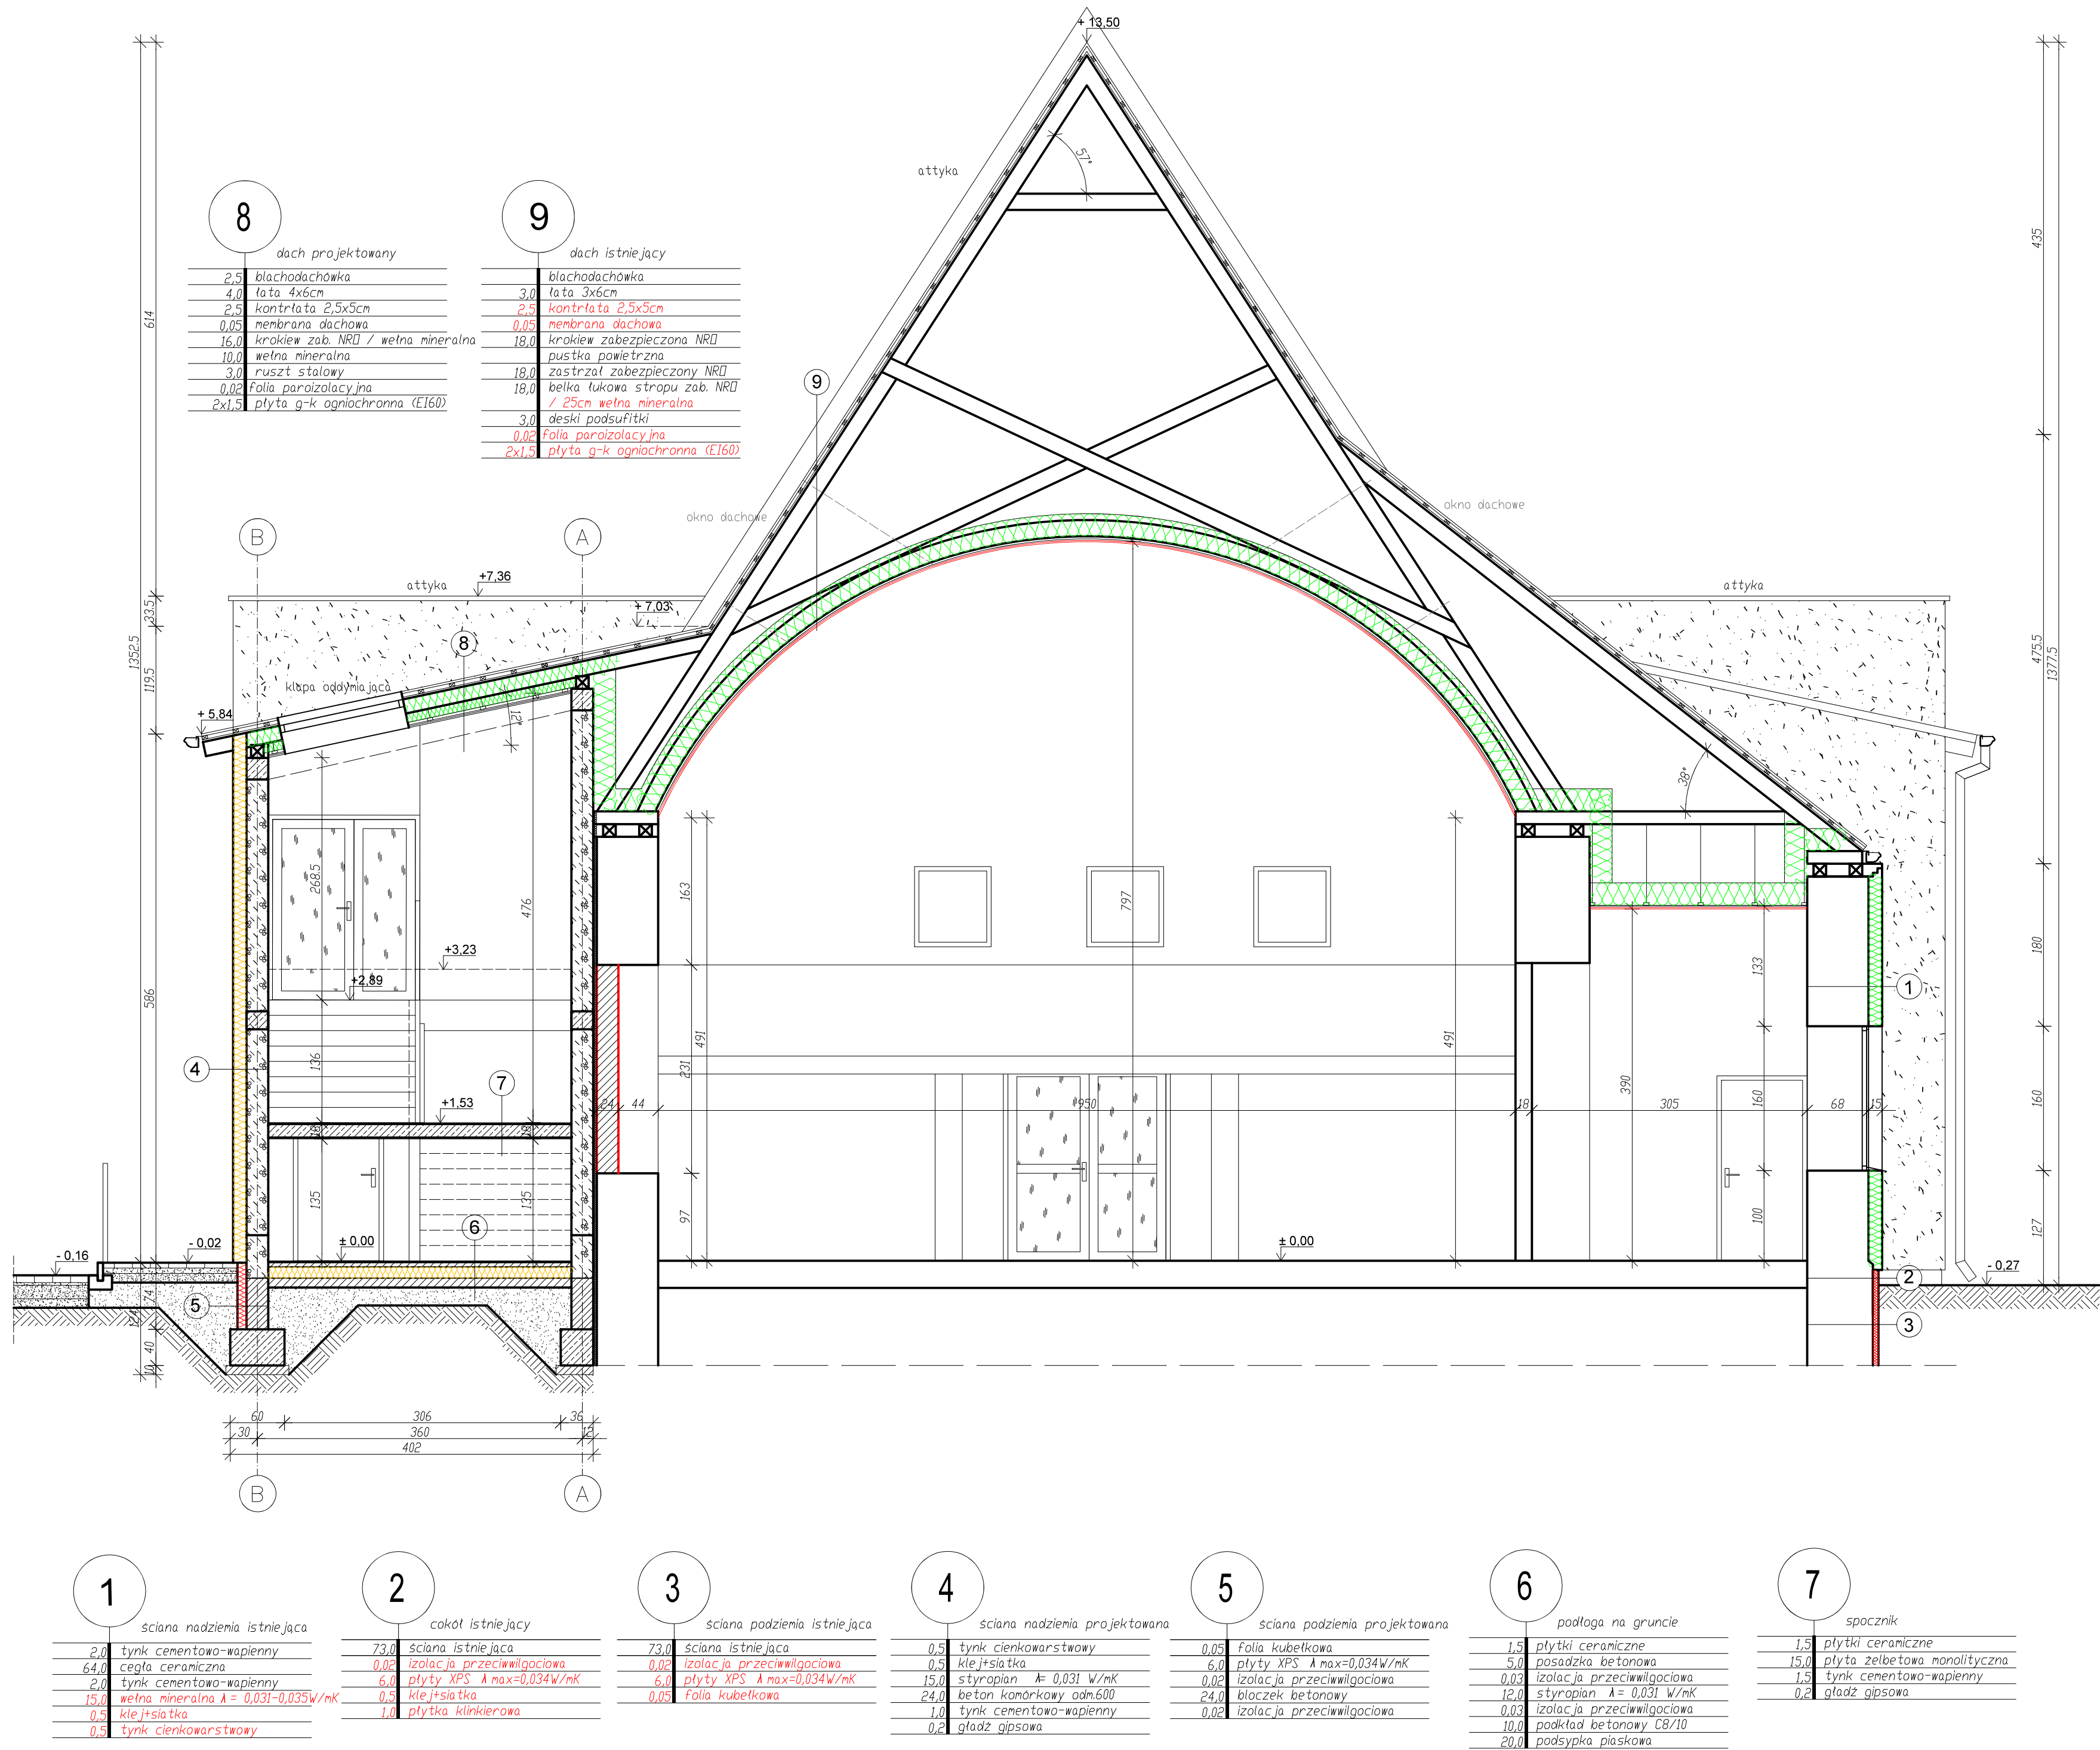 + 13,50
57°
attyka
8
dach projektowany
2,5 blachodachówka
4,0 łata 4x6cm
2,5 kontrłata 2,5x5cm
0,05 membrana dachowa
16,0 krokiew zab. NRO / wełna mineralna
10,0 wełna mineralna
3,0 ruszt stalowy
0,02 folia paroizolacyjna
2x1,5 płyta g-k ogniochronna (EI60)
9
dach istniejący
blachodachówka
3,0 łata 3x6cm
2,5 kontrłata 2,5x5cm
0,05 membrana dachowa
18,0 krokiew zabezpieczona NRO
pustka powietrzna
18,0 zastrzał zabezpieczony NRO
18,0 belka łukowa stropu zab. NRO
/ 25cm wełna mineralna
3,0 deski podsufitki
0,02 folia paroizolacyjna
2x1,5 płyta g-k ogniochronna (EI60)
614
435
9
okno dachowe
okno dachowe
B
A
attyka
+7,36
+ 7,03
attyka
33.5
1352.5
119.5
475.5
1377.5
8
klapa oddymiająca
+ 5,84
12°
38°
268.5
476
163
797
+3,23
+2,89
133
180
1
586
4
136
491
231
491
390
160
160
7
+1,53
24
44
950
18
305
68
15
18
18
135
135
97
100
127
6
- 0,16
- 0,02
± 0,00
± 0,00
- 0,27
2
5
3
74
124
40
10
60
306
36
30
360
12
402
B
A
1
ściana nadziemia istniejąca
2,0 tynk cementowo-wapienny
64,0 cegła ceramiczna
2,0 tynk cementowo-wapienny
15,0 wełna mineralna λ = 0,031-0,035W/mK
0,5 klej+siatka
0,5 tynk cienkowarstwowy
2
cokół istniejący
73,0 ściana istniejąca
0,02 izolacja przeciwwilgociowa
6,0 płyty XPS λ max=0,034W/mK
0,5 klej+siatka
1,0 płytka klinkierowa
3
ściana podziemia istniejąca
73,0 ściana istniejąca
0,02 izolacja przeciwwilgociowa
6,0 płyty XPS λ max=0,034W/mK
0,05 folia kubełkowa
4
ściana nadziemia projektowana
0,5 tynk cienkowarstwowy
0,5 klej+siatka
15,0 styropian λ= 0,031 W/mK
24,0 beton komórkowy odm.600
1,0 tynk cementowo-wapienny
0,2 gładź gipsowa
5
ściana podziemia projektowana
0,05 folia kubełkowa
6,0 płyty XPS λ max=0,034W/mK
0,02 izolacja przeciwwilgociowa
24,0 bloczek betonowy
0,02 izolacja przeciwwilgociowa
6
podłoga na gruncie
1,5 płytki ceramiczne
5,0 posadzka betonowa
0,03 izolacja przeciwwilgociowa
12,0 styropian λ = 0,031 W/mK
0,03 izolacja przeciwwilgociowa
10,0 podkład betonowy C8/10
20,0 podsypka piaskowa
7
spocznik
1,5 płytki ceramiczne
15,0 płyta żelbetowa monolityczna
1,5 tynk cementowo-wapienny
0,2 gładź gipsowa